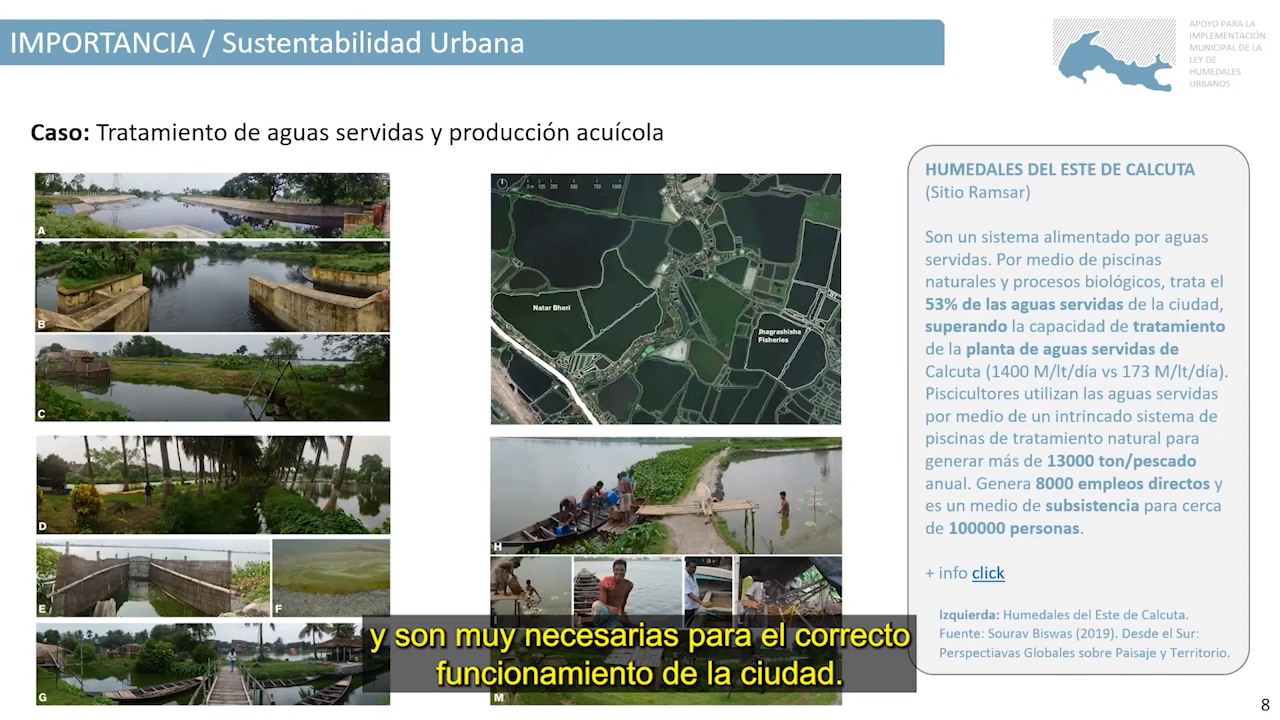 IMPORTANCIA / Sustentabilidad Urbana
APOYO PARA LA
IMPLEMENTACIÓN
MUNICIPAL DE LA
LEY DE
HUMEDALES
URBANOS
Caso: Tratamiento de aguas servidas y producción acuícola
A
B
C
D
E
F
G
Natar Bheri
Jhagrashisha
Fisheries
H
M
HUMEDALES DEL ESTE DE CALCUTA
(Sitio Ramsar)
Son un sistema alimentado por aguas
servidas. Por medio de piscinas
naturales y procesos biológicos, trata el
53% de las aguas servidas de la ciudad,
superando la capacidad de tratamiento
de la planta de aguas servidas de
Calcuta (1400 M/lt/día vs 173 M/lt/día).
Piscicultores utilizan las aguas servidas
por medio de un intrincado sistema de
piscinas de tratamiento natural para
generar más de 13000 ton/pescado
anual. Genera 8000 empleos directos y
es un medio de subsistencia para cerca
de 100000 personas.
+ info click
Izquierda: Humedales del Este de Calcuta.
Fuente: Sourav Biswas (2019). Desde el Sur:
Perspectiavas Globales sobre Paisaje y Territorio.
y son muy necesarias para el correcto
funcionamiento de la ciudad.
8